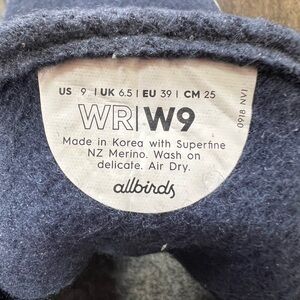 US 9 | UK 6.5 | EU 39 | CM 25
WR|W9
Made in Korea with Superfine
NZ Merino. Wash on
delicate. Air Dry.
allbirds
0918 NV1